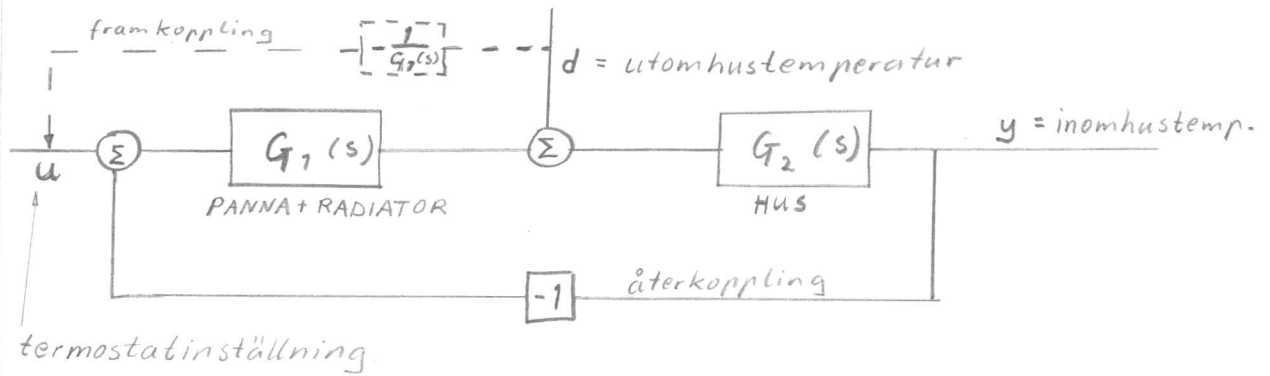 framkoppling
-1/G₁(s)
d = utomhustemperatur
Σ
G₁(s)
Σ
G₂(s)
y = inomhustemp.
u
PANNA+RADIATOR
HUS
-1
återkoppling
termostatinställning